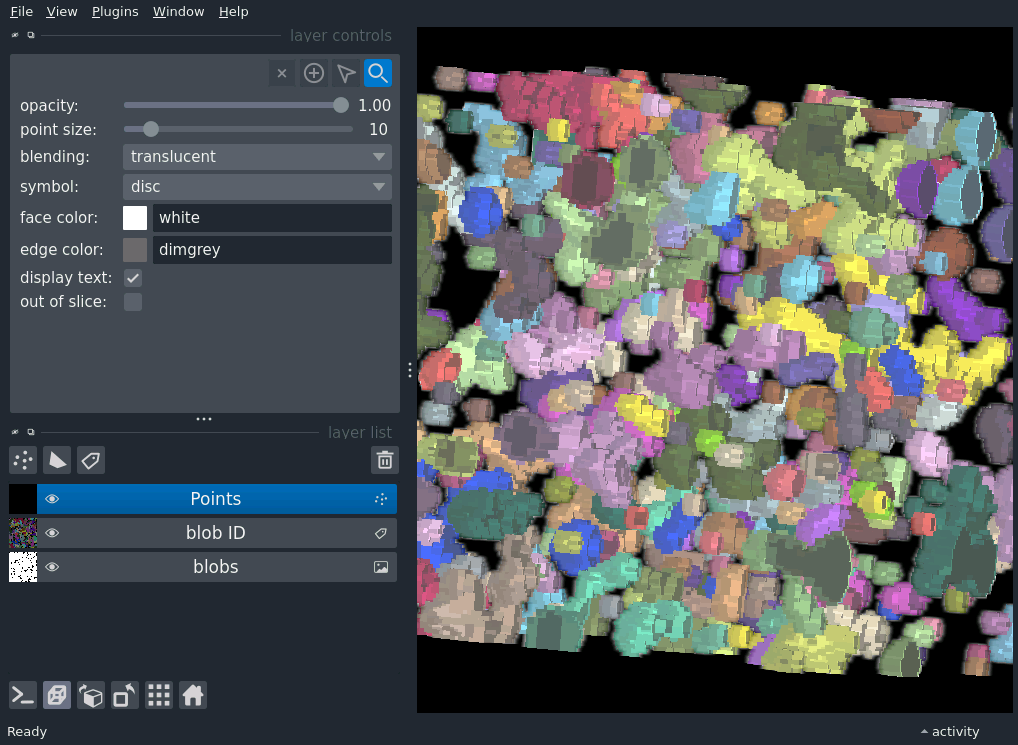 File View Plugins Window Help
layer controls
opacity: 1.00
point size: 10
blending: translucent
symbol: disc
face color: white
edge color: dimgrey
display text:
out of slice:
layer list
Points
blob ID
blobs
Ready activity